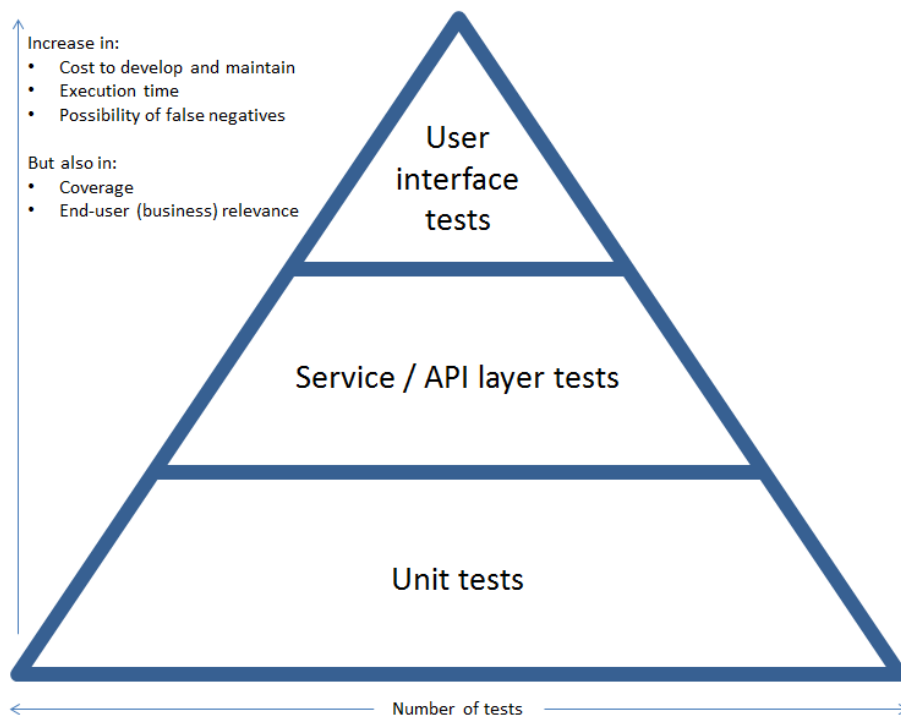 Increase in:
• Cost to develop and maintain
• Execution time
• Possibility of false negatives
But also in:
• Coverage
• End-user (business) relevance
User
interface
tests
Service / API layer tests
Unit tests
Number of tests